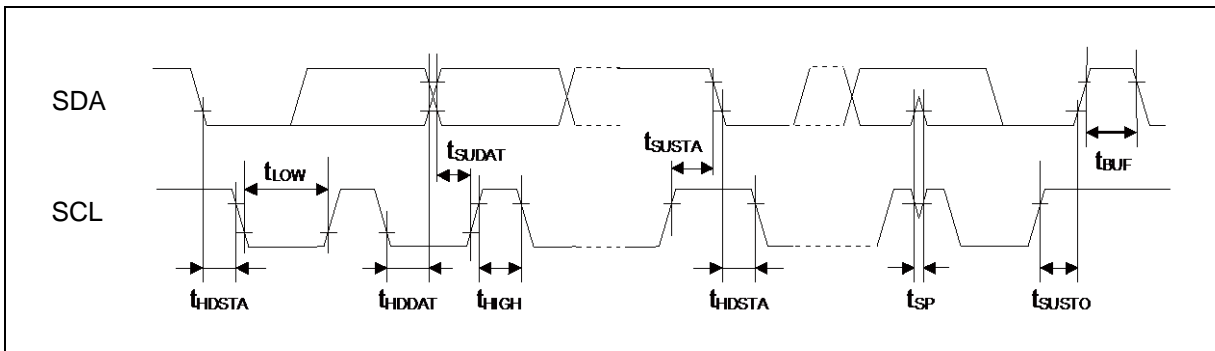 SDA
tLOW
tSUDAT
tSUSTA
tBUF
SCL
tHDSTA
tHDDAT
tHIGH
tHDSTA
tSP
tSUSTO